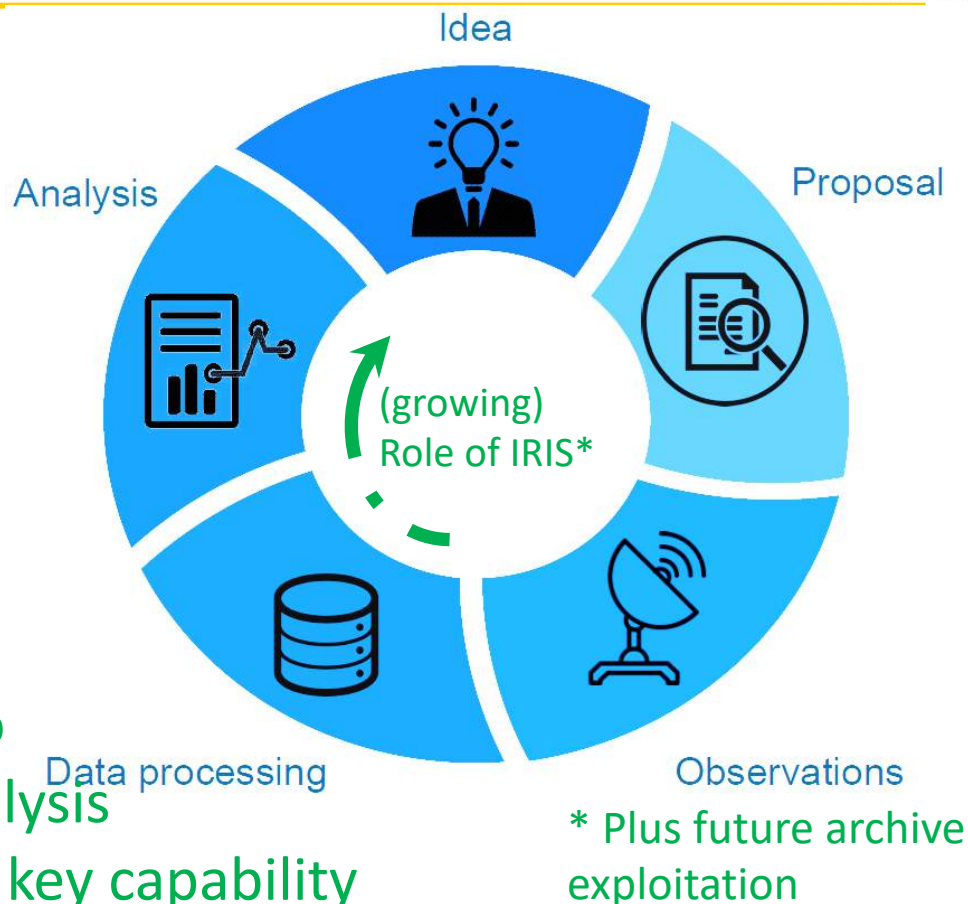 Idea
Analysis
Proposal
(growing)
Role of IRIS*
Data processing
Observations
lysis
key capability
* Plus future archive
exploitation